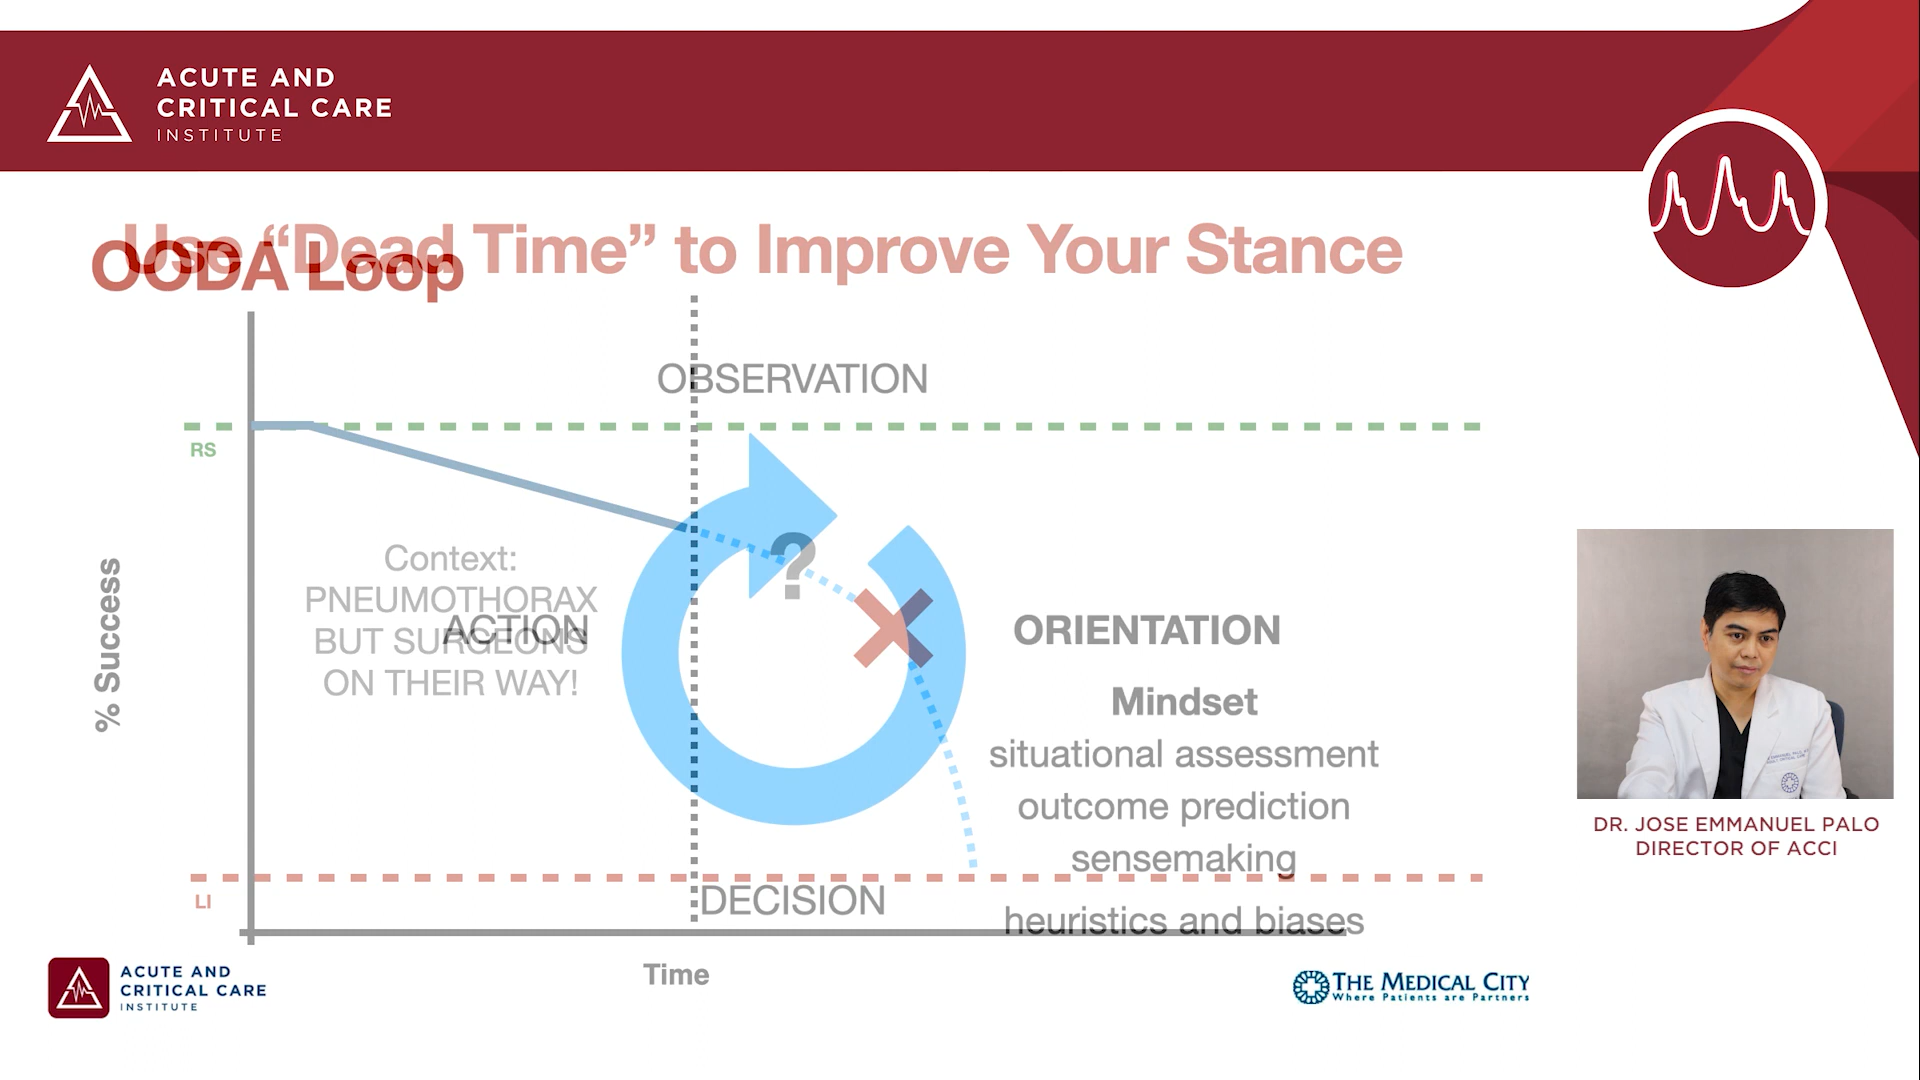 ACUTE AND
CRITICAL CARE
INSTITUTE
Use “Dead Time” to Improve Your Stance
OODA Loop
OBSERVATION
RS
?
Context:
PNEUMOTHORAX
BUT SURGEONS
ON THEIR WAY!
ACTION
% Success
ORIENTATION
Mindset
situational assessment
outcome prediction
sensemaking
heuristics and biases
LI
DECISION
Time
DR. JOSE EMMANUEL PALO
DIRECTOR OF ACCI
ACUTE AND
CRITICAL CARE
INSTITUTE
THE MEDICAL CITY
Where Patients are Partners